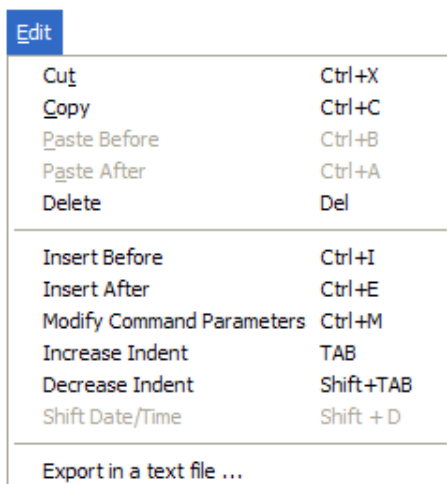 Edit
Cut Ctrl+X
Copy Ctrl+C
Paste Before Ctrl+B
Paste After Ctrl+A
Delete Del
Insert Before Ctrl+I
Insert After Ctrl+E
Modify Command Parameters Ctrl+M
Increase Indent TAB
Decrease Indent Shift+TAB
Shift Date/Time Shift + D
Export in a text file ...